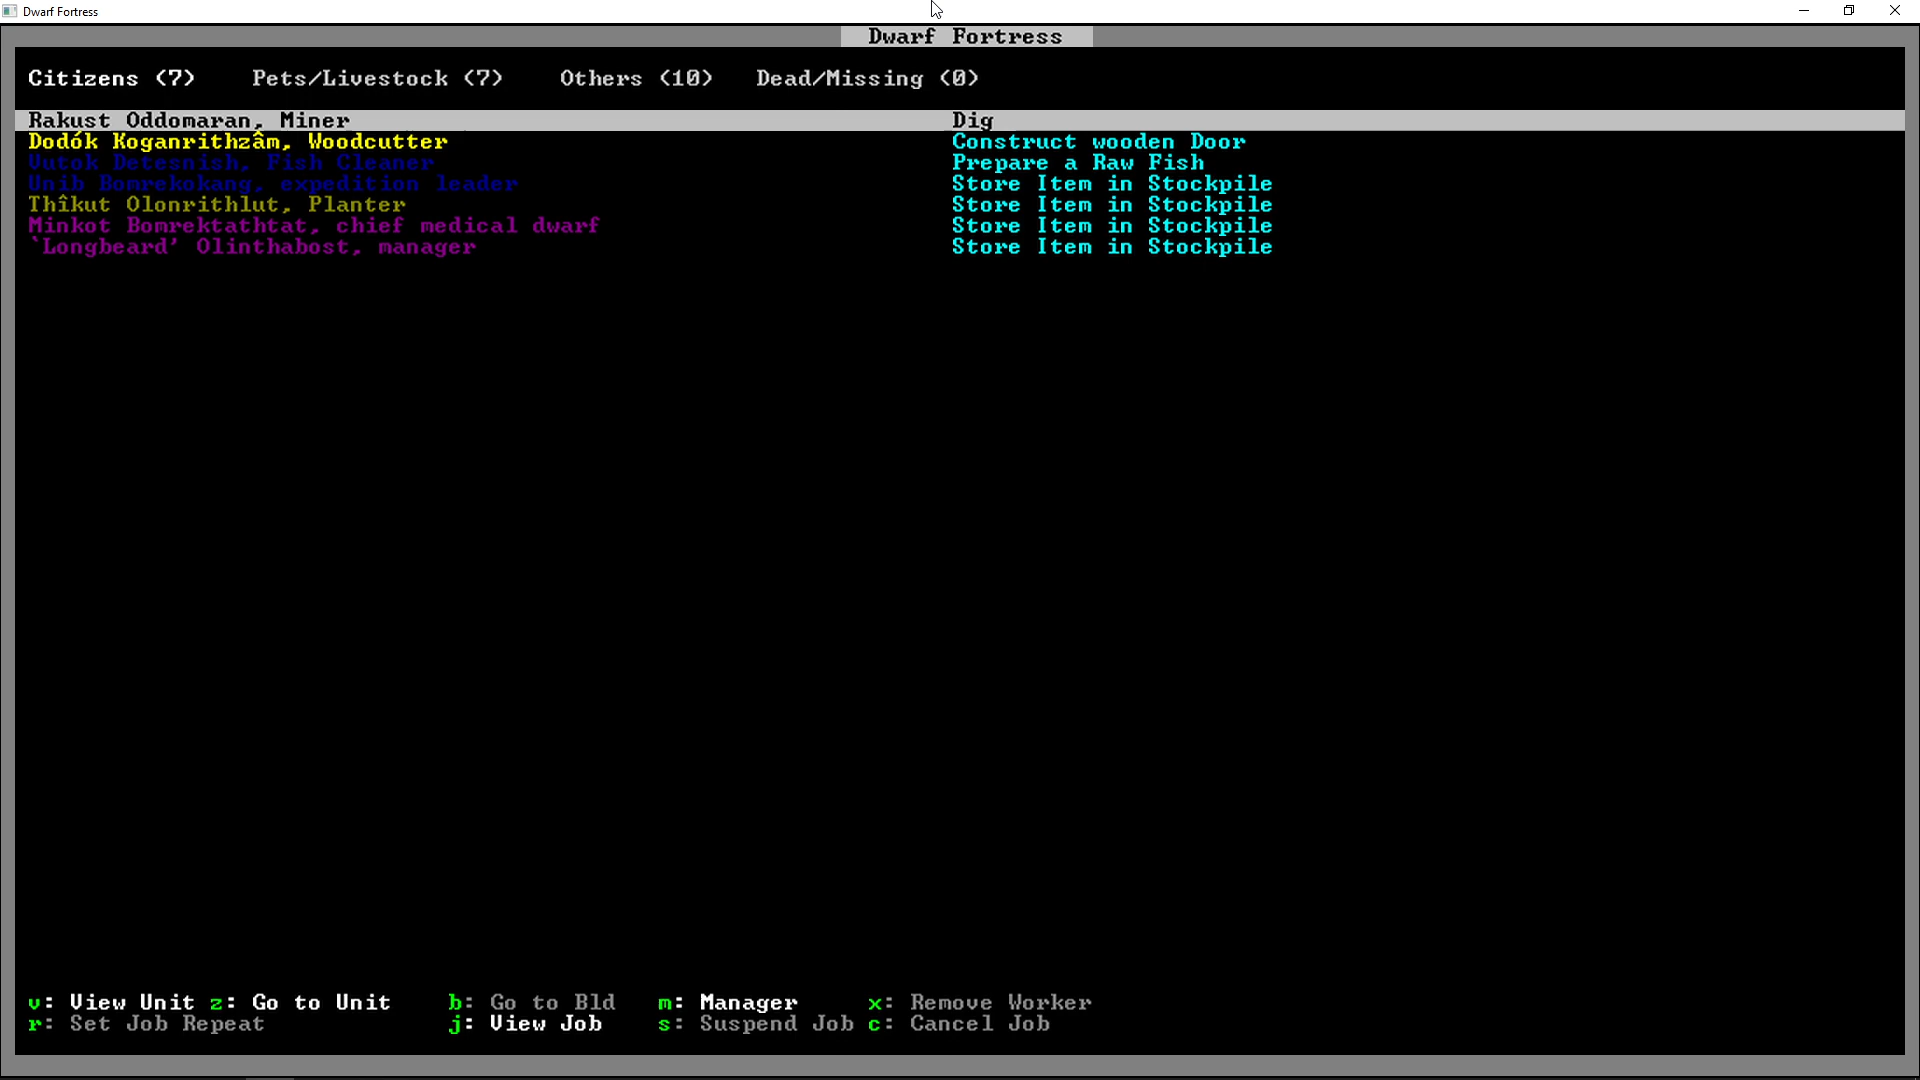 Dwarf Fortress
Dwarf Fortress
Citizens (7) Pets/Livestock (7) Others (10) Dead/Missing (0)
Rakust Oddomaran, Miner Dig
Dodók Koganrithzâm, Woodcutter Construct wooden Door
Vutok Detesnish, Fish Cleaner Prepare a Raw Fish
Unib Bomrekokang, expedition leader Store Item in Stockpile
Thîkut Olonrithlut, Planter Store Item in Stockpile
Minkot Bomrektathtat, chief medical dwarf Store Item in Stockpile
`Longbeard' Olinthabost, manager Store Item in Stockpile
v: View Unit z: Go to Unit b: Go to Bld m: Manager x: Remove Worker
r: Set Job Repeat j: View Job s: Suspend Job c: Cancel Job